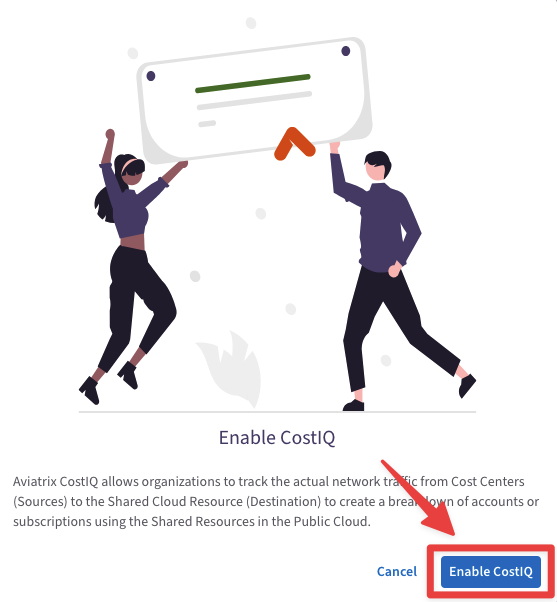 Enable CostIQ
Aviatrix CostIQ allows organizations to track the actual network traffic from Cost Centers
(Sources) to the Shared Cloud Resource (Destination) to create a breakdown of accounts or
subscriptions using the Shared Resources in the Public Cloud.
Cancel Enable CostIQ